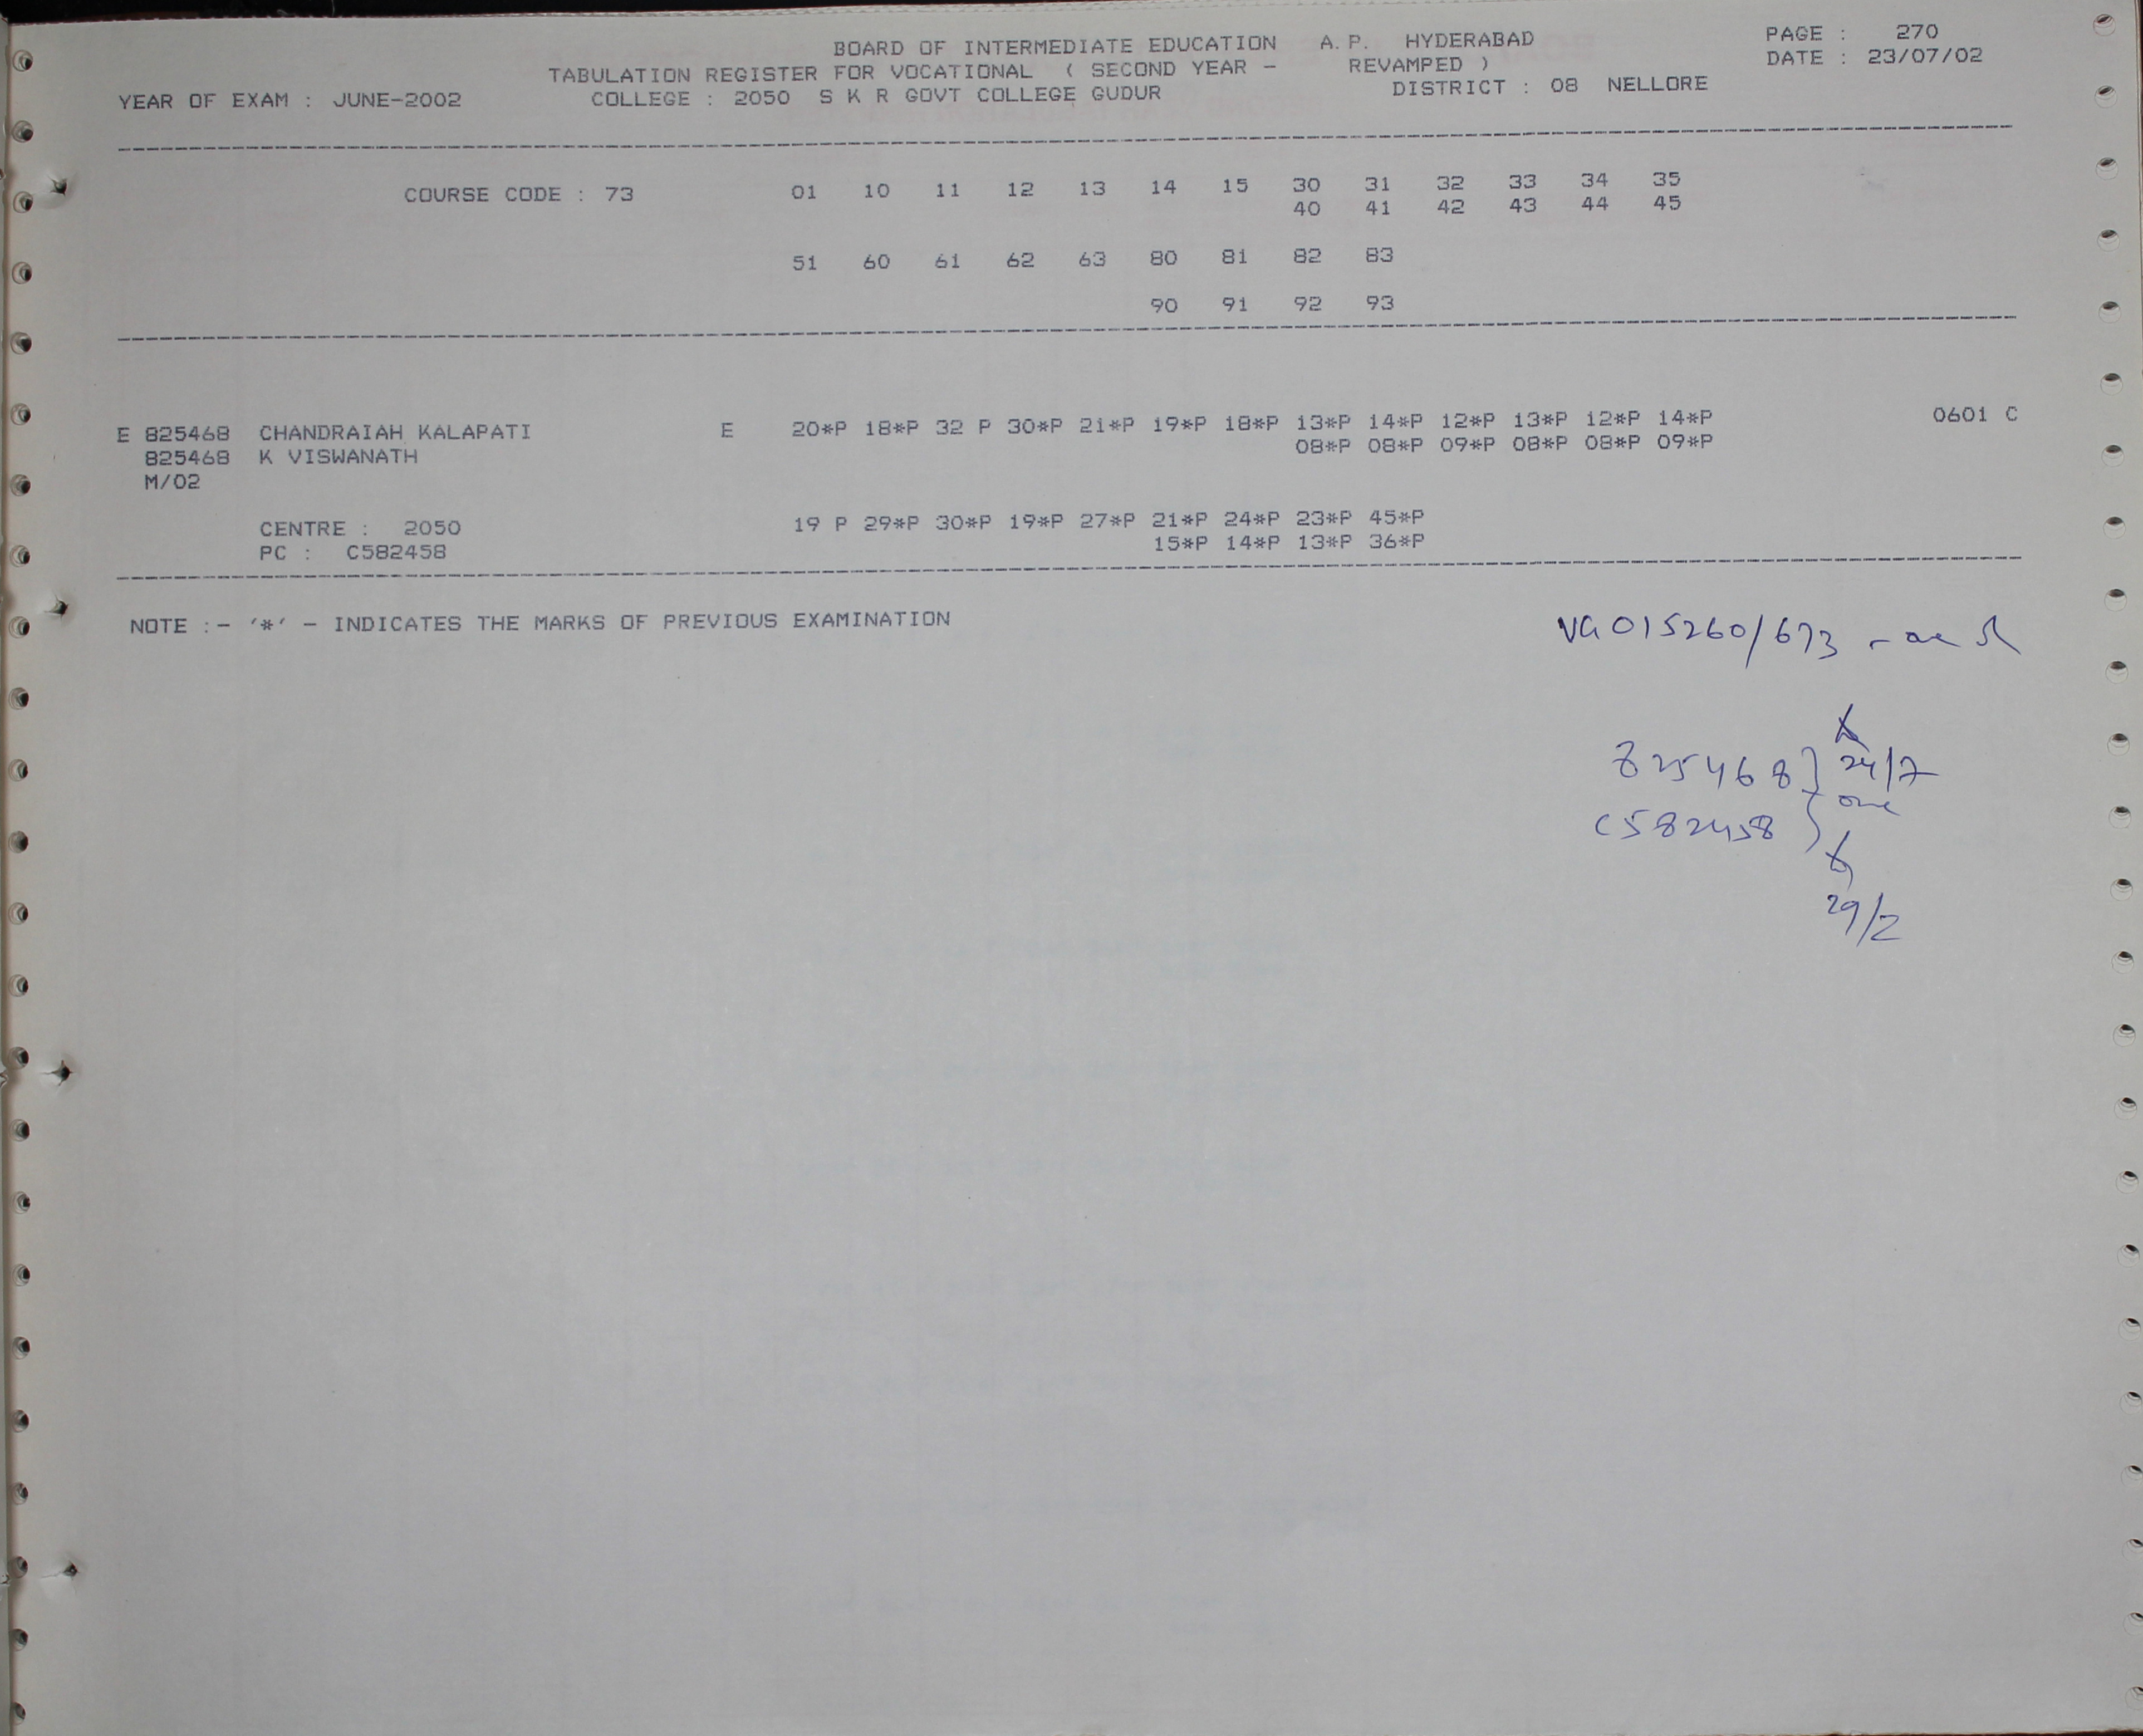 BOARD OF INTERMEDIATE EDUCATION A.P. HYDERABAD PAGE : 270
TABULATION REGISTER FOR VOCATIONAL ( SECOND YEAR - REVAMPED ) DATE : 23/07/02
YEAR OF EXAM : JUNE-2002 COLLEGE : 2050 S K R GOVT COLLEGE GUDUR DISTRICT : 08 NELLORE
COURSE CODE : 73 01 10 11 12 13 14 15 30 31 32 33 34 35
40 41 42 43 44 45
51 60 61 62 63 80 81 82 83
90 91 92 93
E 825468 CHANDRAIAH KALAPATI E 20*P 18*P 32 P 30*P 21*P 19*P 18*P 13*P 14*P 12*P 13*P 12*P 14*P 0601 C
825468 K VISWANATH 08*P 08*P 09*P 08*P 08*P 09*P
M/02
CENTRE : 2050 19 P 29*P 30*P 19*P 27*P 21*P 24*P 23*P 45*P
PC : C582458 15*P 14*P 13*P 36*P
NOTE :- '*' - INDICATES THE MARKS OF PREVIOUS EXAMINATION
VG 015260/673
825468 } 24/7
C582458
29/2